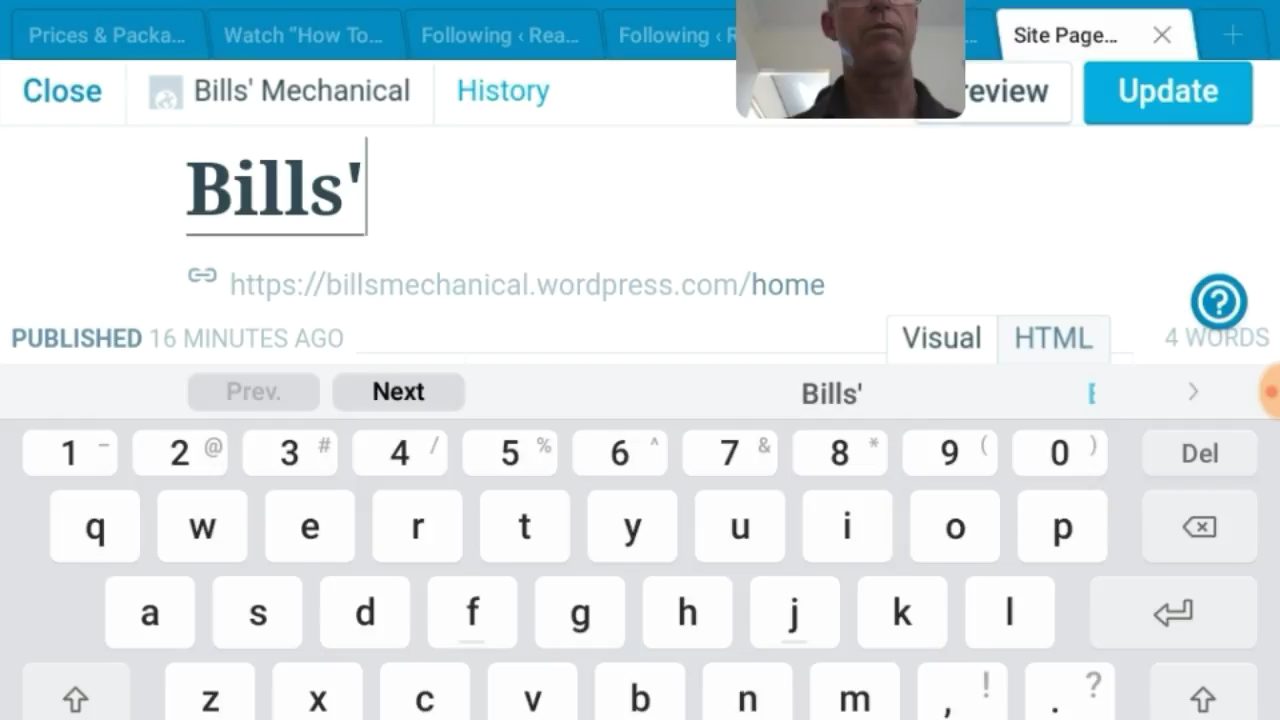 Prices & Packa...
Watch "How To...
Following ‹ Rea...
Following ‹ R
...
Site Page...
Close
Bills' Mechanical
History
review
Update
Bills'
https://billsmechanical.wordpress.com/home
PUBLISHED 16 MINUTES AGO
Visual
HTML
4 WORDS
Prev.
Next
Bills'
1 – 2 @ 3 # 4 / 5 % 6 ^ 7 & 8 * 9 ( 0 ) Del
q w e r t y u i o p
a s d f g h j k l
z x c v b n m , ! . ?